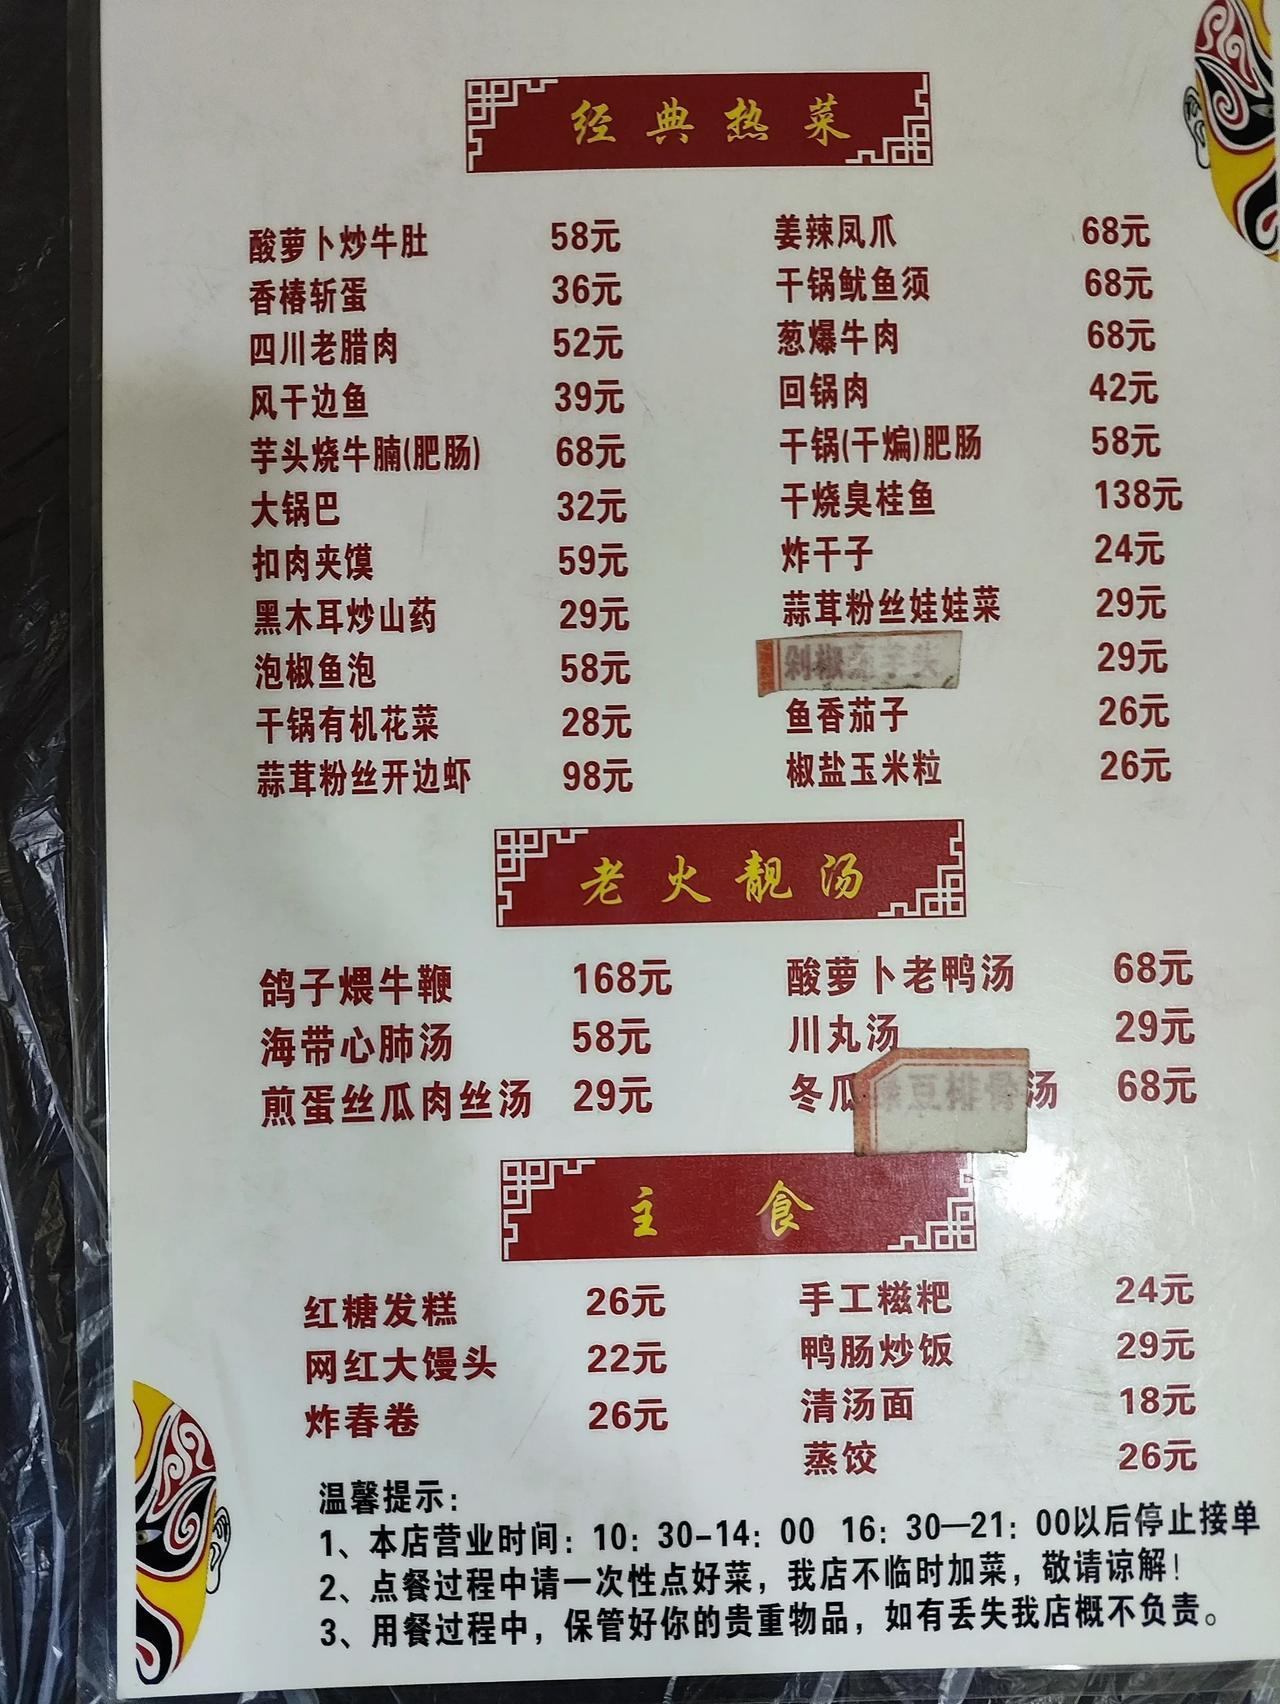 经典热菜
酸萝卜炒牛肚 58元 姜辣凤爪 68元
香椿斩蛋 36元 干锅鱿鱼须 68元
四川老腊肉 52元 葱爆牛肉 68元
风干边鱼 39元 回锅肉 42元
芋头烧牛腩(肥肠) 68元 干锅(干煸)肥肠 58元
大锅巴 32元 干烧臭桂鱼 138元
扣肉夹馍 59元 炸干子 24元
黑木耳炒山药 29元 蒜茸粉丝娃娃菜 29元
泡椒鱼泡 58元 剁椒蒸芋头 29元
干锅有机花菜 28元 鱼香茄子 26元
蒜茸粉丝开边虾 98元 椒盐玉米粒 26元
老火靓汤
鸽子煨牛鞭 168元 酸萝卜老鸭汤 68元
海带心肺汤 58元 川丸汤 29元
煎蛋丝瓜肉丝汤 29元 冬瓜豆排骨汤 68元
主食
红糖发糕 26元 手工糍粑 24元
网红大馒头 22元 鸭肠炒饭 29元
炸春卷 26元 清汤面 18元
蒸饺 26元
温馨提示：
1、本店营业时间：10：30-14：00 16：30—21：00以后停止接单
2、点餐过程中请一次性点好菜，我店不临时加菜，敬请谅解！
3、用餐过程中，保管好你的贵重物品，如有丢失我店概不负责。